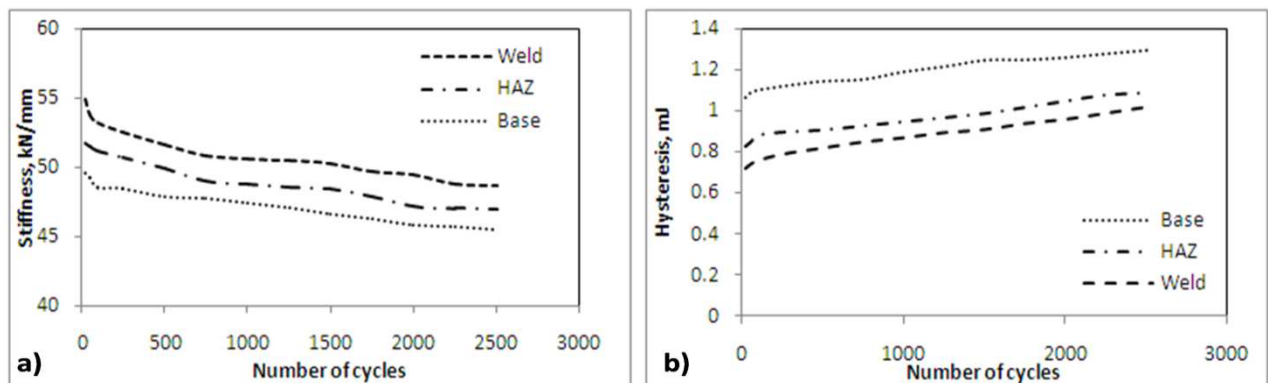 60
55
50
45
40
Stiffness, kN/mm
Weld
HAZ
Base
0 500 1000 1500 2000 2500 3000
Number of cycles
a)
1.4
1.2
1
0.8
0.6
0.4
0.2
0
Hysteresis, mJ
Base
HAZ
Weld
0 1000 2000 3000
Number of cycles
b)